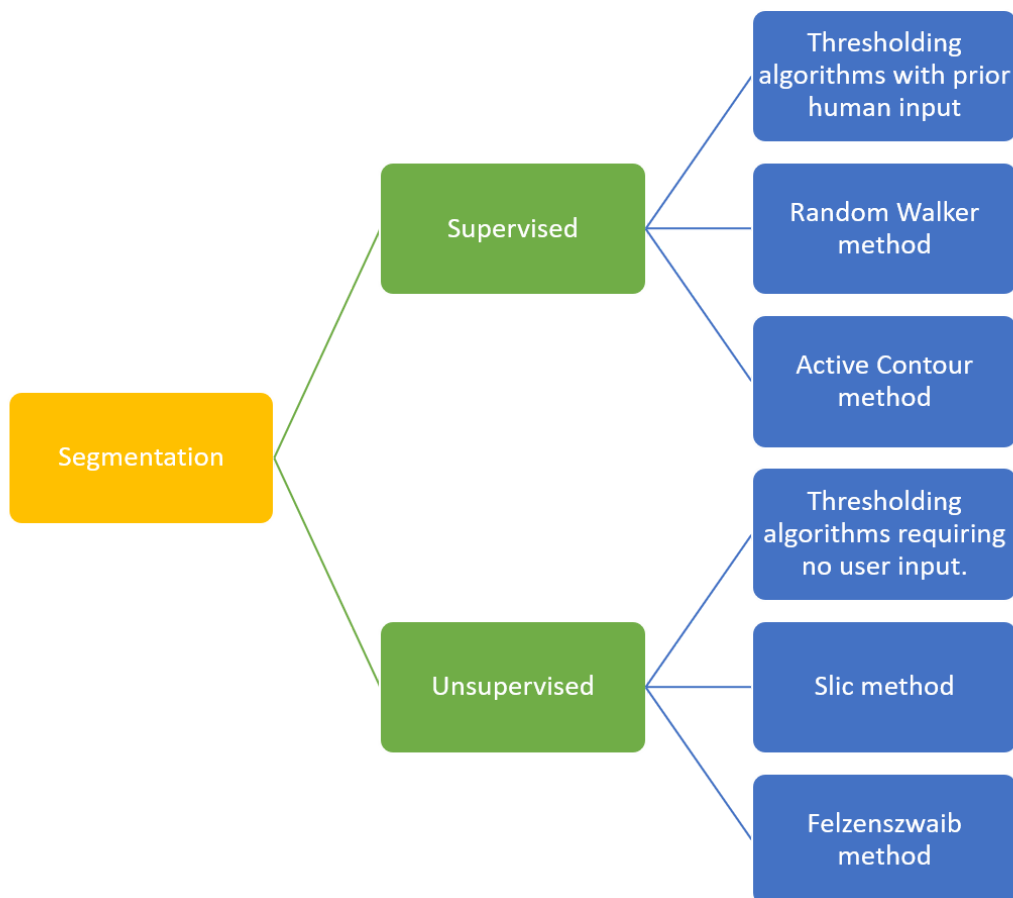 Thresholding
algorithms with prior
human input
Supervised
Random Walker
method
Active Contour
method
Segmentation
Thresholding
algorithms requiring
no user input.
Unsupervised
Slic method
Felzenszwaib
method